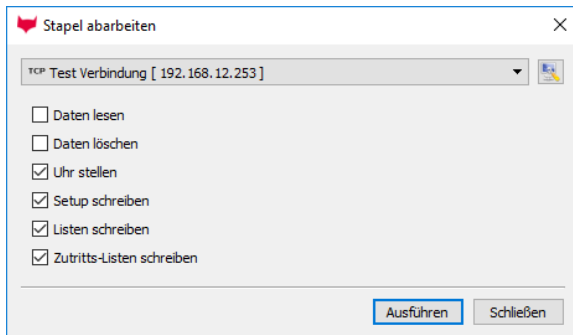 Stapel abarbeiten
TCP Test Verbindung [ 192.168.12.253 ]
Daten lesen
Daten löschen
Uhr stellen
Setup schreiben
Listen schreiben
Zutritts-Listen schreiben
Ausführen Schließen